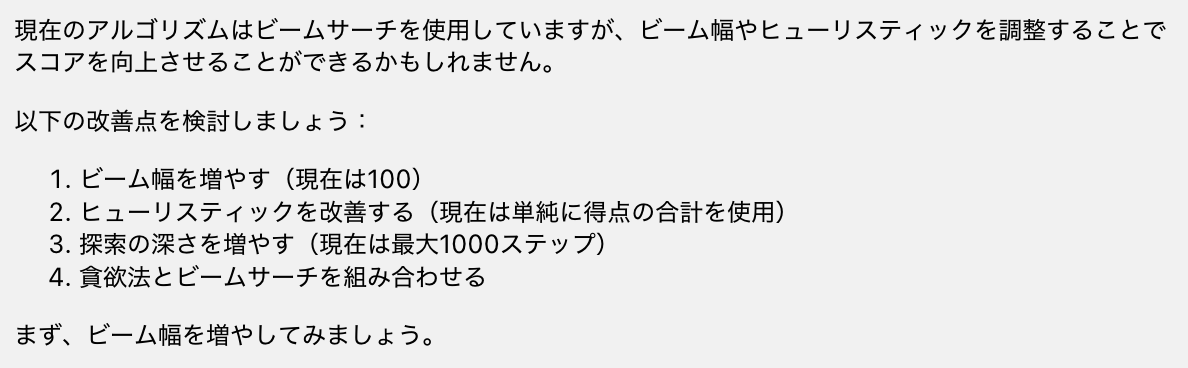 現在のアルゴリズムはビームサーチを使用していますが、ビーム幅やヒューリスティックを調整することで
スコアを向上させることができるかもしれません。
以下の改善点を検討しましょう：
1. ビーム幅を増やす（現在は100）
2. ヒューリスティックを改善する（現在は単純に得点の合計を使用）
3. 探索の深さを増やす（現在は最大1000ステップ）
4. 貪欲法とビームサーチを組み合わせる
まず、ビーム幅を増やしてみましょう。